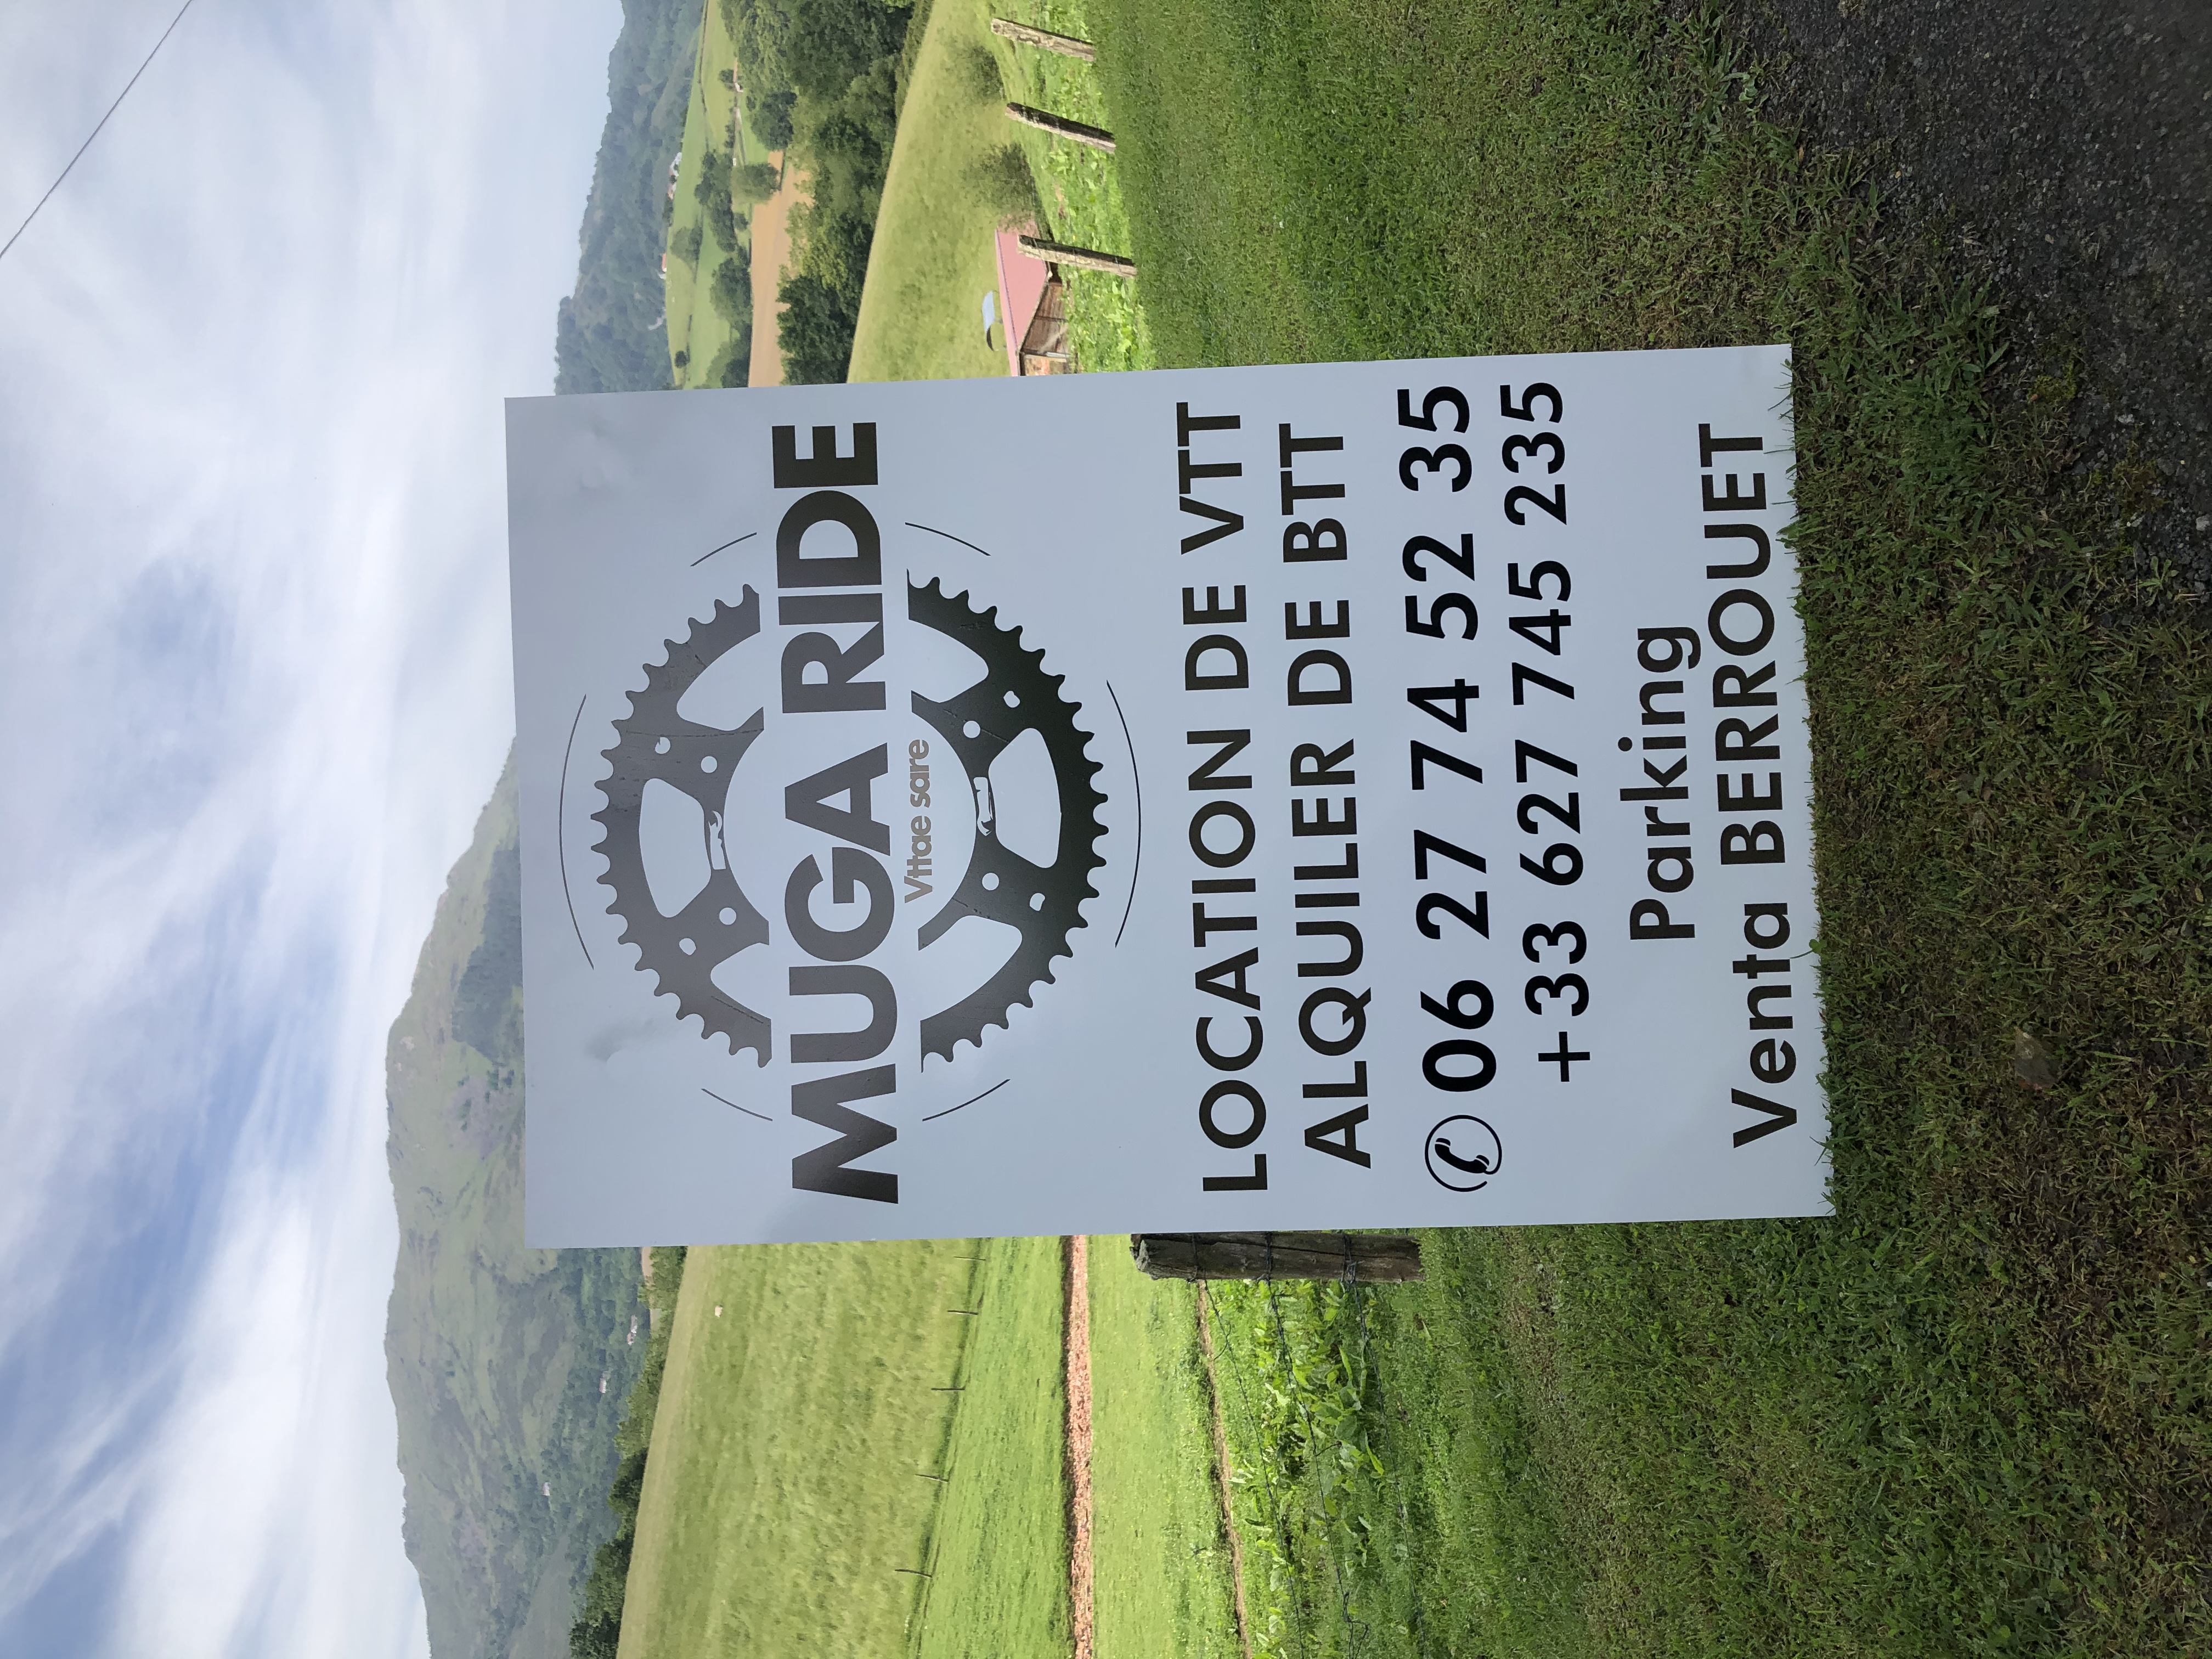 MUGA RIDE
Vttae sare
LOCATION DE VTT
ALQUILER DE BTT
06 27 74 52 35
+33 627 745 235
Parking
Venta BERROUET